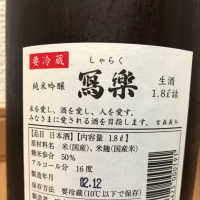 要冷蔵
しゃらく
純米吟醸
寫樂
生酒
1.8ℓ詰
米を愛し、酒を愛し、人を愛す。
みなさまに愛される酒を目指します。
【品目】日本酒【内容量】1.8ℓ
原材料名 米(国産)、米麹(国産米)
精米歩合 50%
アルコール分 16度
製造年月 02.12
保存方法 要冷蔵(10℃以下で保存)